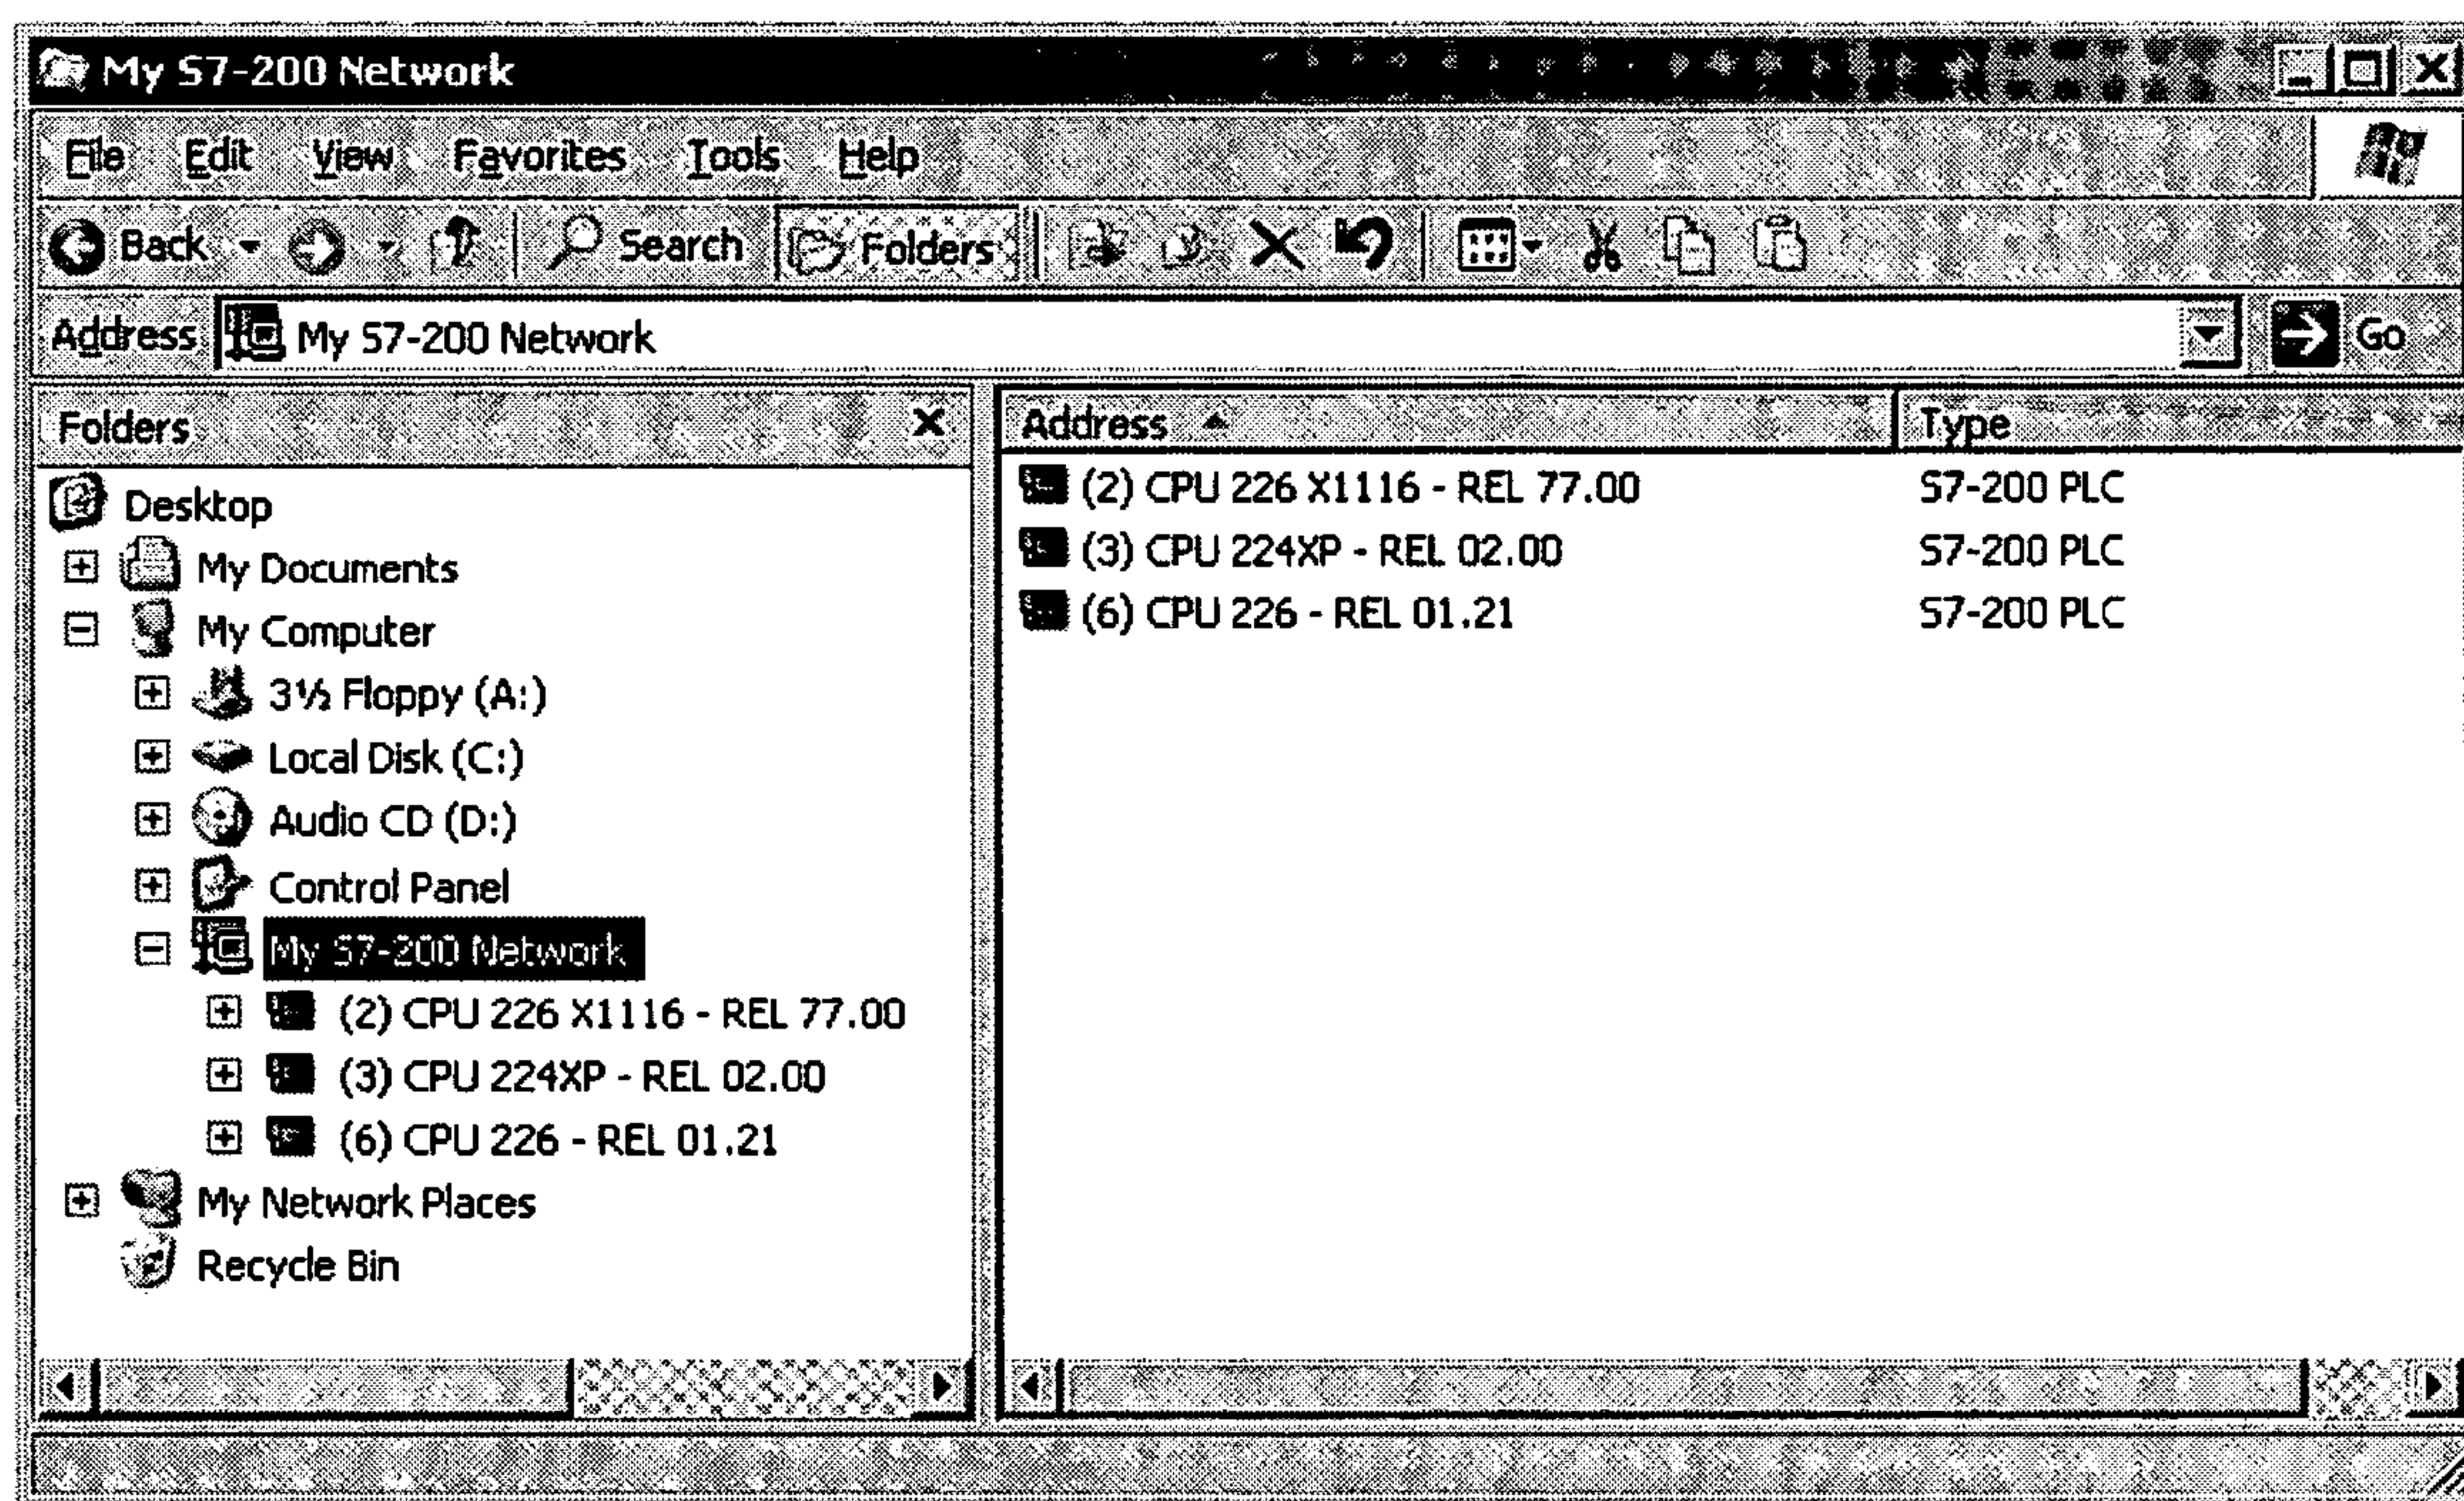 My S7-200 Network
File Edit View Favorites Tools Help
Back Search Folders
Address My S7-200 Network Go
Folders
Desktop
My Documents
My Computer
3½ Floppy (A:)
Local Disk (C:)
Audio CD (D:)
Control Panel
My S7-200 Network
(2) CPU 226 X1116 - REL 77.00
(3) CPU 224XP - REL 02.00
(6) CPU 226 - REL 01.21
My Network Places
Recycle Bin
Address Type
(2) CPU 226 X1116 - REL 77.00 S7-200 PLC
(3) CPU 224XP - REL 02.00 S7-200 PLC
(6) CPU 226 - REL 01.21 S7-200 PLC